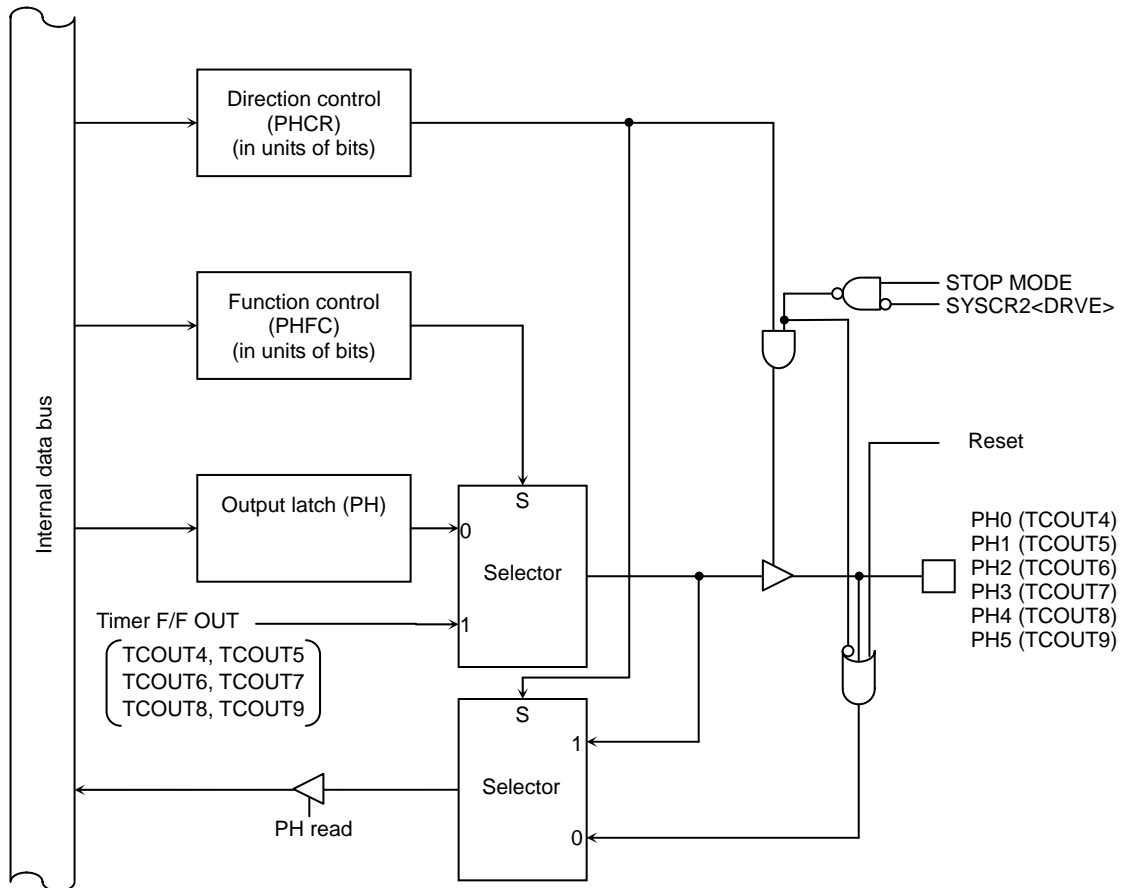 Internal data bus
Direction control
(PHCR)
(in units of bits)
Function control
(PHFC)
(in units of bits)
STOP MODE
SYSCR2<DRVE>
Reset
Output latch (PH)
S
0
Selector
1
Timer F/F OUT
TCOUT4, TCOUT5
TCOUT6, TCOUT7
TCOUT8, TCOUT9
PH0 (TCOUT4)
PH1 (TCOUT5)
PH2 (TCOUT6)
PH3 (TCOUT7)
PH4 (TCOUT8)
PH5 (TCOUT9)
S
1
Selector
0
PH read